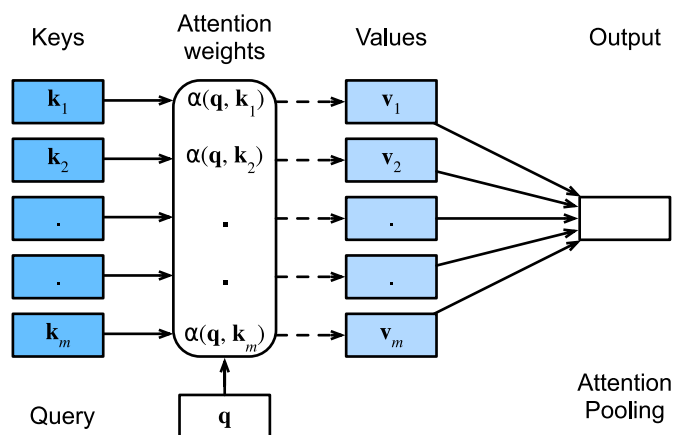 Keys
Attention
weights
Values
Output
k1
α(q, k1)
v1
k2
α(q, k2)
v2
.
.
.
.
.
.
km
α(q, km)
vm
Attention
Pooling
Query
q